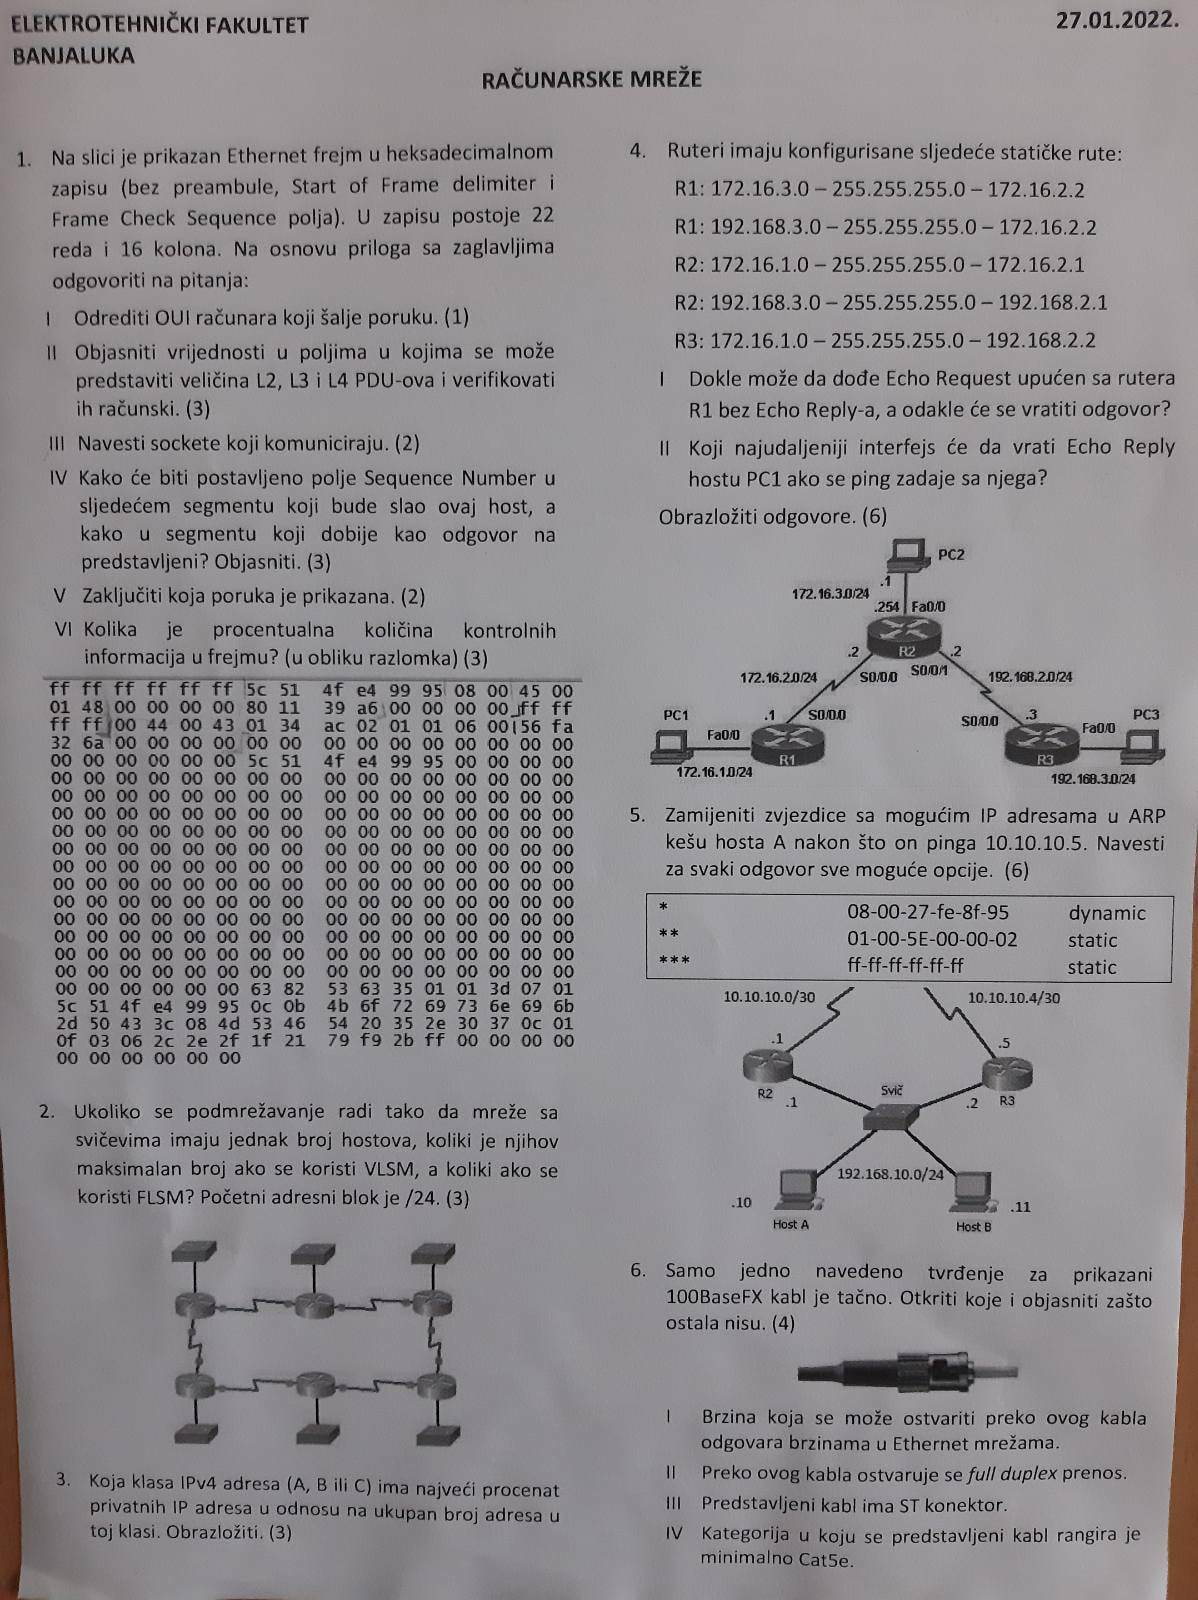 ELEKTROTEHNIČKI FAKULTET
BANJALUKA
27.01.2022.
RAČUNARSKE MREŽE
1. Na slici je prikazan Ethernet frejm u heksadecimalnom
zapisu (bez preambule, Start of Frame delimiter i
Frame Check Sequence polja). U zapisu postoje 22
reda i 16 kolona. Na osnovu priloga sa zaglavljima
odgovoriti na pitanja:
I Odrediti OUI računara koji šalje poruku. (1)
II Objasniti vrijednosti u poljima u kojima se može
predstaviti veličina L2, L3 i L4 PDU-ova i verifikovati
ih računski. (3)
III Navesti sockete koji komuniciraju. (2)
IV Kako će biti postavljeno polje Sequence Number u
sljedećem segmentu koji bude slao ovaj host, a
kako u segmentu koji dobije kao odgovor na
predstavljeni? Objasniti. (3)
V Zaključiti koja poruka je prikazana. (2)
VI Kolika je procentualna količina kontrolnih
informacija u frejmu? (u obliku razlomka) (3)
ff ff ff ff ff ff 5c 51 4f e4 99 95 08 00 45 00
01 48 00 00 00 00 80 11 39 a6 00 00 00 00 ff ff
ff ff 00 44 00 43 01 34 ac 02 01 01 06 00 56 fa
32 6a 00 00 00 00 00 00 00 00 00 00 00 00 00 00
00 00 00 00 00 00 5c 51 4f e4 99 95 00 00 00 00
00 00 00 00 00 00 00 00 00 00 00 00 00 00 00 00
00 00 00 00 00 00 00 00 00 00 00 00 00 00 00 00
00 00 00 00 00 00 00 00 00 00 00 00 00 00 00 00
00 00 00 00 00 00 00 00 00 00 00 00 00 00 00 00
00 00 00 00 00 00 00 00 00 00 00 00 00 00 00 00
00 00 00 00 00 00 00 00 00 00 00 00 00 00 00 00
00 00 00 00 00 00 00 00 00 00 00 00 00 00 00 00
00 00 00 00 00 00 00 00 00 00 00 00 00 00 00 00
00 00 00 00 00 00 00 00 00 00 00 00 00 00 00 00
00 00 00 00 00 00 00 00 00 00 00 00 00 00 00 00
00 00 00 00 00 00 00 00 00 00 00 00 00 00 00 00
00 00 00 00 00 00 00 00 00 00 00 00 00 00 00 00
00 00 00 00 00 00 63 82 53 63 35 01 01 3d 07 01
5c 51 4f e4 99 95 0c 0b 4b 6f 72 69 73 6e 69 6b
2d 50 43 3c 08 4d 53 46 54 20 35 2e 30 37 0c 01
0f 03 06 2c 2e 2f 1f 21 79 f9 2b ff 00 00 00 00
00 00 00 00 00 00
2. Ukoliko se podmrežavanje radi tako da mreže sa
svičevima imaju jednak broj hostova, koliki je njihov
maksimalan broj ako se koristi VLSM, a koliki ako se
koristi FLSM? Početni adresni blok je /24. (3)
3. Koja klasa IPv4 adresa (A, B ili C) ima najveći procenat
privatnih IP adresa u odnosu na ukupan broj adresa u
toj klasi. Obrazložiti. (3)
4. Ruteri imaju konfigurisane sljedeće statičke rute:
R1: 172.16.3.0 – 255.255.255.0 – 172.16.2.2
R1: 192.168.3.0 – 255.255.255.0 – 172.16.2.2
R2: 172.16.1.0 – 255.255.255.0 – 172.16.2.1
R2: 192.168.3.0 – 255.255.255.0 – 192.168.2.1
R3: 172.16.1.0 – 255.255.255.0 – 192.168.2.2
I Dokle može da dođe Echo Request upućen sa rutera
R1 bez Echo Reply-a, a odakle će se vratiti odgovor?
II Koji najudaljeniji interfejs će da vrati Echo Reply
hostu PC1 ako se ping zadaje sa njega?
Obrazložiti odgovore. (6)
PC2
.1
172.16.3.0/24
.254 Fa0/0
.2 R2 .2
172.16.2.0/24 S0/0/0 S0/0/1 192.168.2.0/24
PC1 .1 S0/0/0 S0/0/0 .3 PC3
Fa0/0 Fa0/0
R1 R3
172.16.1.0/24 192.168.3.0/24
5. Zamijeniti zvjezdice sa mogućim IP adresama u ARP
kešu hosta A nakon što on pinga 10.10.10.5. Navesti
za svaki odgovor sve moguće opcije. (6)
* 08-00-27-fe-8f-95 dynamic
** 01-00-5E-00-00-02 static
*** ff-ff-ff-ff-ff-ff static
10.10.10.0/30 10.10.10.4/30
.1 .5
R2 .1 Svič .2 R3
192.168.10.0/24
.10 .11
Host A Host B
6. Samo jedno navedeno tvrđenje za prikazani
100BaseFX kabl je tačno. Otkriti koje i objasniti zašto
ostala nisu. (4)
I Brzina koja se može ostvariti preko ovog kabla
odgovara brzinama u Ethernet mrežama.
II Preko ovog kabla ostvaruje se full duplex prenos.
III Predstavljeni kabl ima ST konektor.
IV Kategorija u koju se predstavljeni kabl rangira je
minimalno Cat5e.